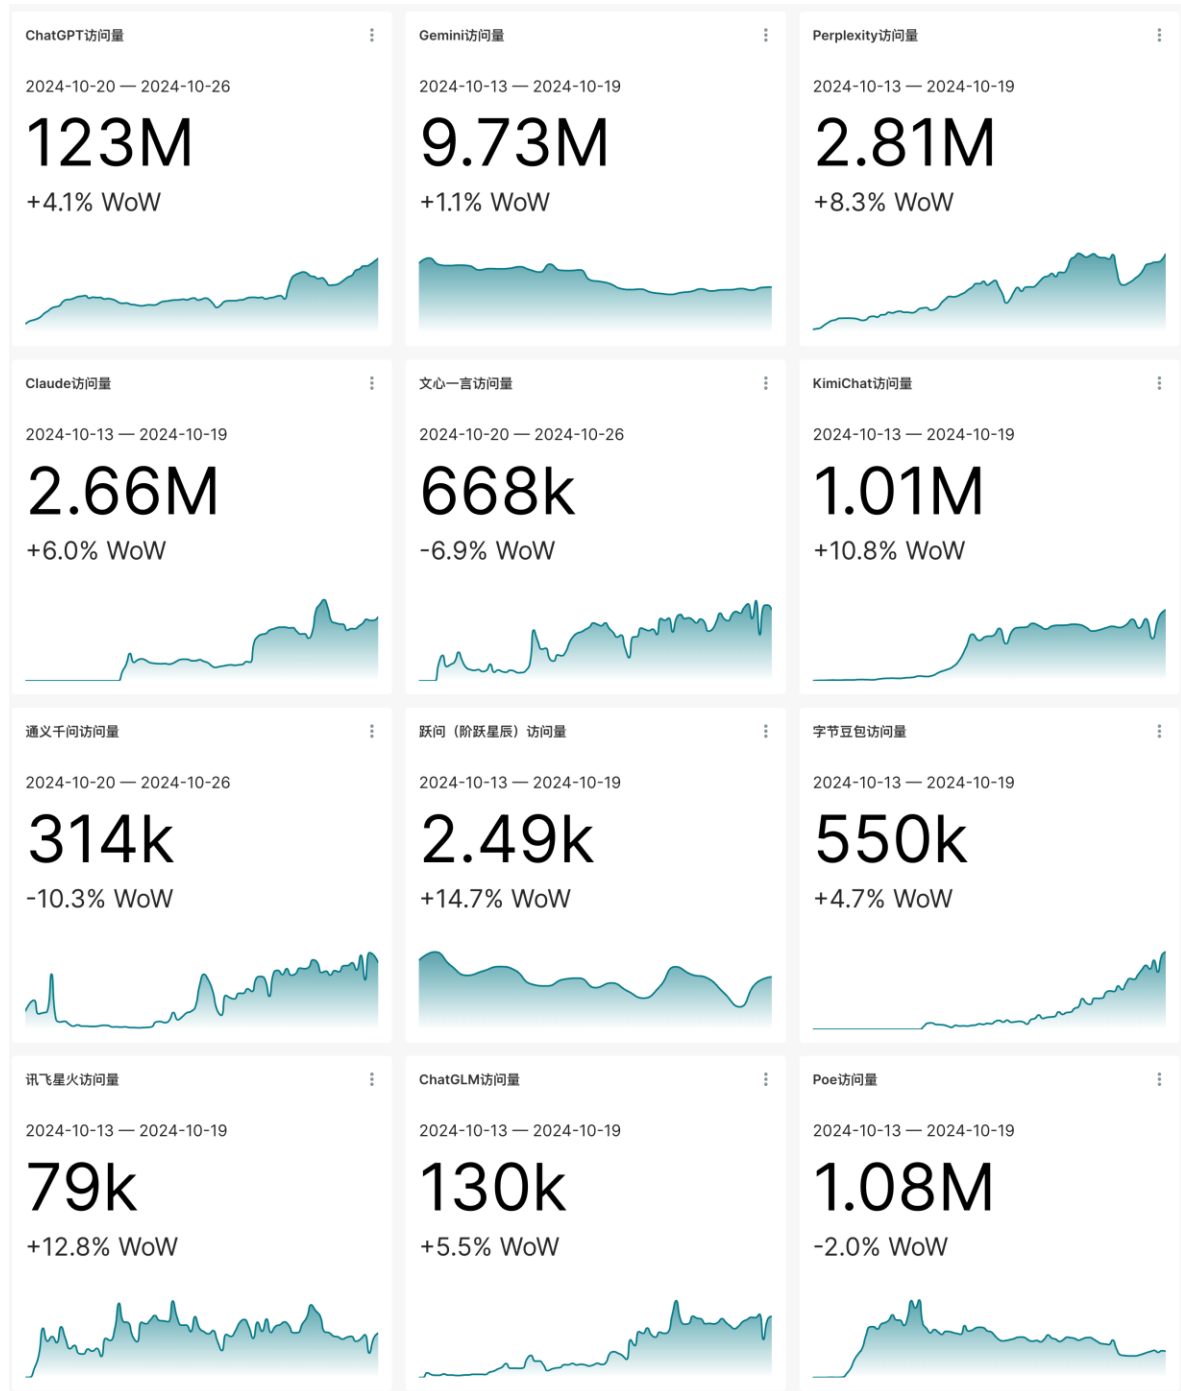 ChatGPT访问量
2024-10-20 — 2024-10-26
123M
+4.1% WoW
Gemini访问量
2024-10-13 — 2024-10-19
9.73M
+1.1% WoW
Perplexity访问量
2024-10-13 — 2024-10-19
2.81M
+8.3% WoW
Claude访问量
2024-10-13 — 2024-10-19
2.66M
+6.0% WoW
文心一言访问量
2024-10-20 — 2024-10-26
668k
-6.9% WoW
KimiChat访问量
2024-10-13 — 2024-10-19
1.01M
+10.8% WoW
通义千问访问量
2024-10-20 — 2024-10-26
314k
-10.3% WoW
跃问（阶跃星辰）访问量
2024-10-13 — 2024-10-19
2.49k
+14.7% WoW
字节豆包访问量
2024-10-13 — 2024-10-19
550k
+4.7% WoW
讯飞星火访问量
2024-10-13 — 2024-10-19
79k
+12.8% WoW
ChatGLM访问量
2024-10-13 — 2024-10-19
130k
+5.5% WoW
Poe访问量
2024-10-13 — 2024-10-19
1.08M
-2.0% WoW